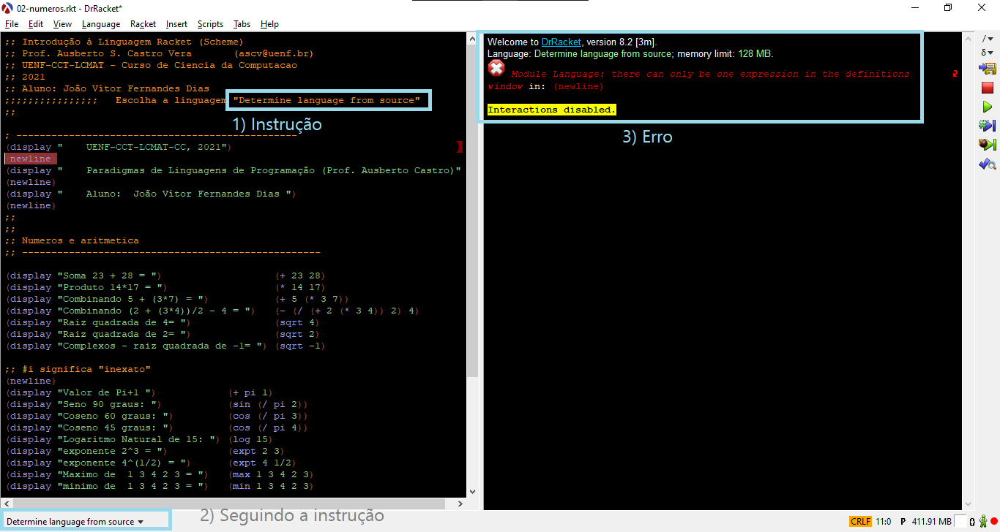 02-numeros.rkt - DrRacket*
File Edit View Language Racket Insert Scripts Tabs Help
;; Introdução à Linguagem Racket (Scheme)
;; Prof. Ausberto S. Castro Vera (ascv@uenf.br)
;; UENF-CCT-LCMAT - Curso de Ciencia da Computacao
;; 2021
;; Aluno: João Vítor Fernandes Dias
;;;;;;;;;;;;;;;; Escolha a linguagem "Determine language from source"
;;
1) Instrução
; ------------------------------------------------
(display " UENF-CCT-LCMAT-CC, 2021")
(newline)
(display " Paradigmas de Linguagens de Programação (Prof. Ausberto Castro)"
(newline)
(display " Aluno: João Vítor Fernandes Dias ")
(newline)
;;
;;
;; Numeros e aritmetica
;; ---------------------------------------------------
(display "Soma 23 + 28 = ") (+ 23 28)
(display "Produto 14*17 = ") (* 14 17)
(display "Combinando 5 + (3*7) = ") (+ 5 (* 3 7))
(display "Combinando (2 + (3*4))/2 - 4 = ") (- (/ (+ 2 (* 3 4)) 2) 4)
(display "Raiz quadrada de 4= ") (sqrt 4)
(display "Raiz quadrada de 2= ") (sqrt 2)
(display "Complexos - raiz quadrada de -1= ") (sqrt -1)
;; #i significa "inexato"
(newline)
(display "Valor de Pi+1 ") (+ pi 1)
(display "Seno 90 graus: ") (sin (/ pi 2))
(display "Coseno 60 graus: ") (cos (/ pi 3))
(display "Coseno 45 graus: ") (cos (/ pi 4))
(display "Logaritmo Natural de 15: ") (log 15)
(display "exponente 2^3 = ") (expt 2 3)
(display "exponente 4^(1/2) = ") (expt 4 1/2)
(display "Maximo de 1 3 4 2 3 = ") (max 1 3 4 2 3)
(display "minimo de 1 3 4 2 3 = ") (min 1 3 4 2 3)
Welcome to DrRacket, version 8.2 [3m].
Language: Determine language from source; memory limit: 128 MB.
Module Language: there can only be one expression in the definitions
window in: (newline)
Interactions disabled.
3) Erro
Determine language from source
2) Seguindo a instrução
CRLF 11:0 P 411.91 MB {}